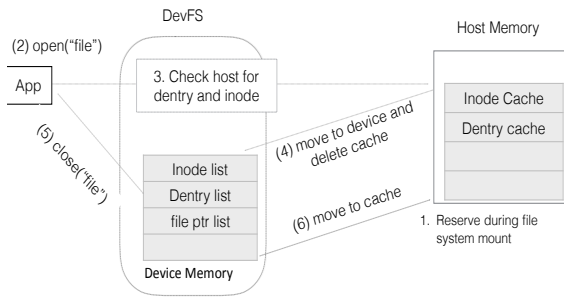 DevFS
Host Memory
(2) open("file")
App
3. Check host for
dentry and inode
Inode Cache
Dentry cache
(4) move to device and
delete cache
(5) close("file")
Inode list
Dentry list
file ptr list
(6) move to cache
1. Reserve during file
system mount
Device Memory